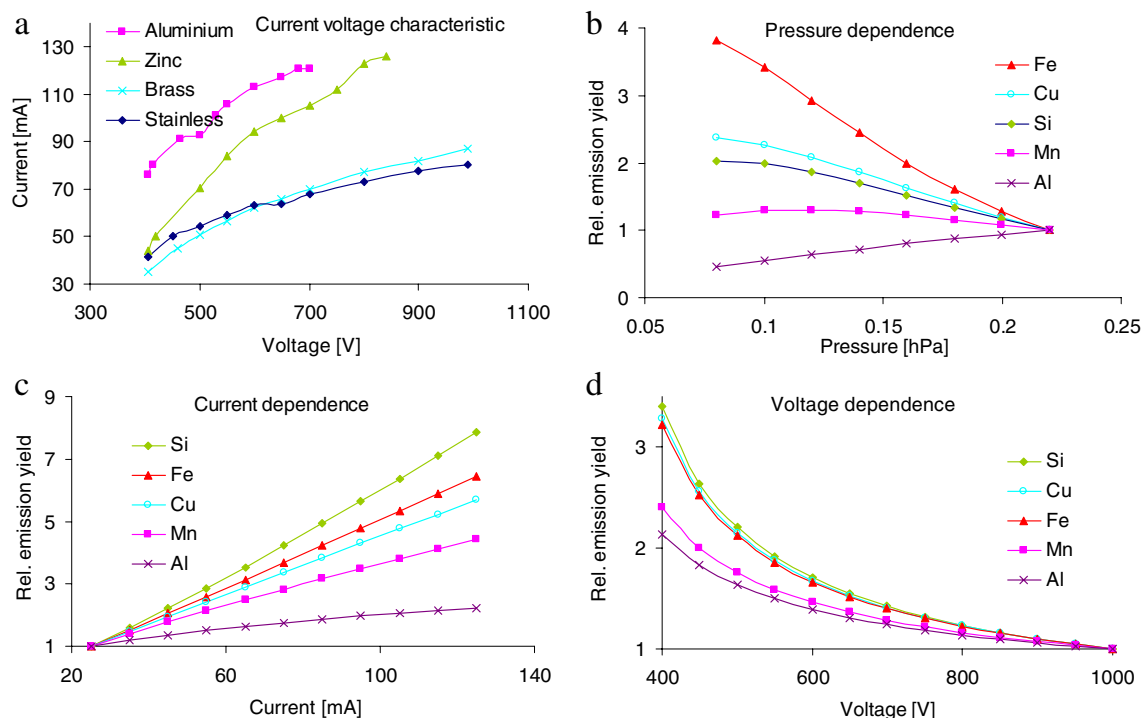 a
Current voltage characteristic
Aluminium
Zinc
Brass
Stainless
Current [mA]
130
110
90
70
50
30
300
500
700
900
1100
Voltage [V]
b
Pressure dependence
Fe
Cu
Si
Mn
Al
Rel. emission yield
4
3
2
1
0
0.05
0.1
0.15
0.2
0.25
Pressure [hPa]
c
Current dependence
Si
Fe
Cu
Mn
Al
Rel. emission yield
9
7
5
3
1
20
60
100
140
Current [mA]
d
Voltage dependence
Si
Cu
Fe
Mn
Al
Rel. emission yield
3
2
1
400
600
800
1000
Voltage [V]